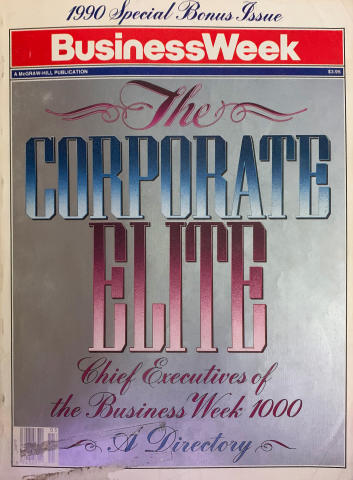 1990 Special Bonus Issue
BusinessWeek
A McGRAW-HILL PUBLICATION $3.95
The
CORPORATE
ELITE
Chief Executives of
the Business Week 1000
A Directory